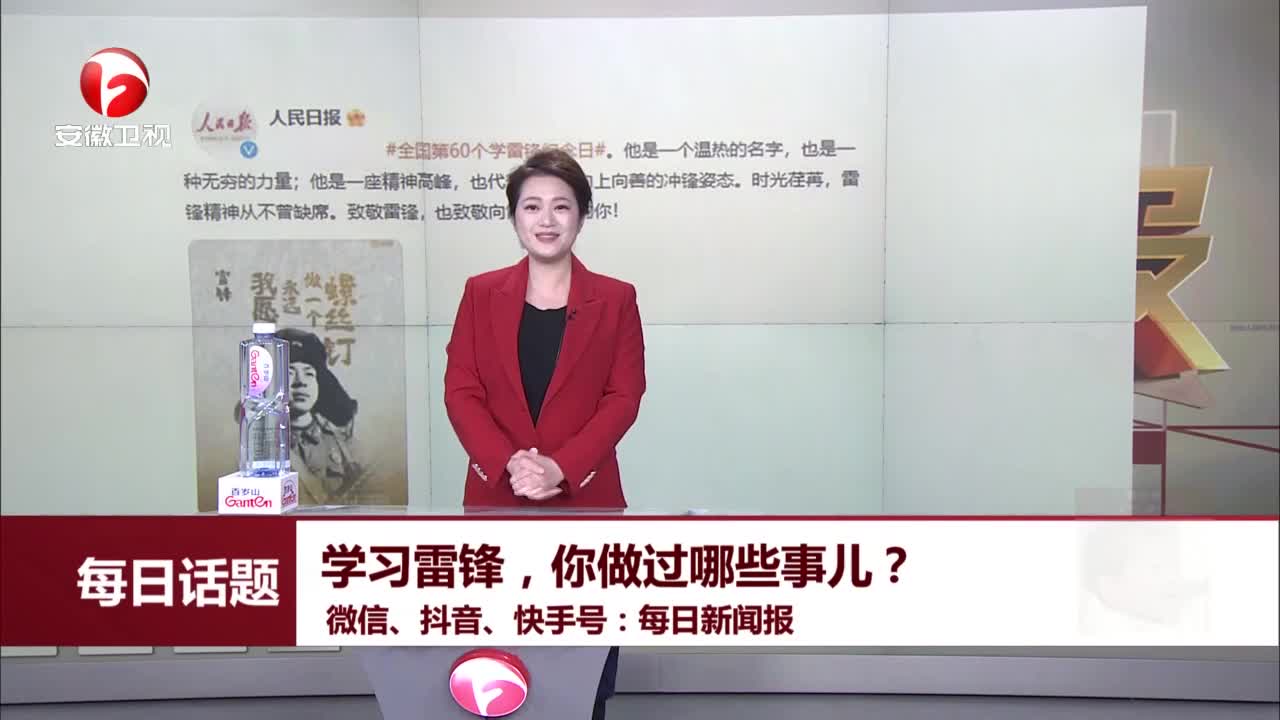 安徽卫视
人民日报
人民日报
#全国第60个学雷锋纪念日#。他是一个温热的名字，也是一
种无穷的力量；他是一座精神高峰，也代 向上向善的冲锋姿态。时光荏苒，雷
锋精神从不曾缺席。致敬雷锋，也致敬向 你！
雷锋
我愿
永远
做一个
螺丝钉
Ganten
百岁山
Ganten
每日话题
学习雷锋，你做过哪些事儿？
微信、抖音、快手号：每日新闻报